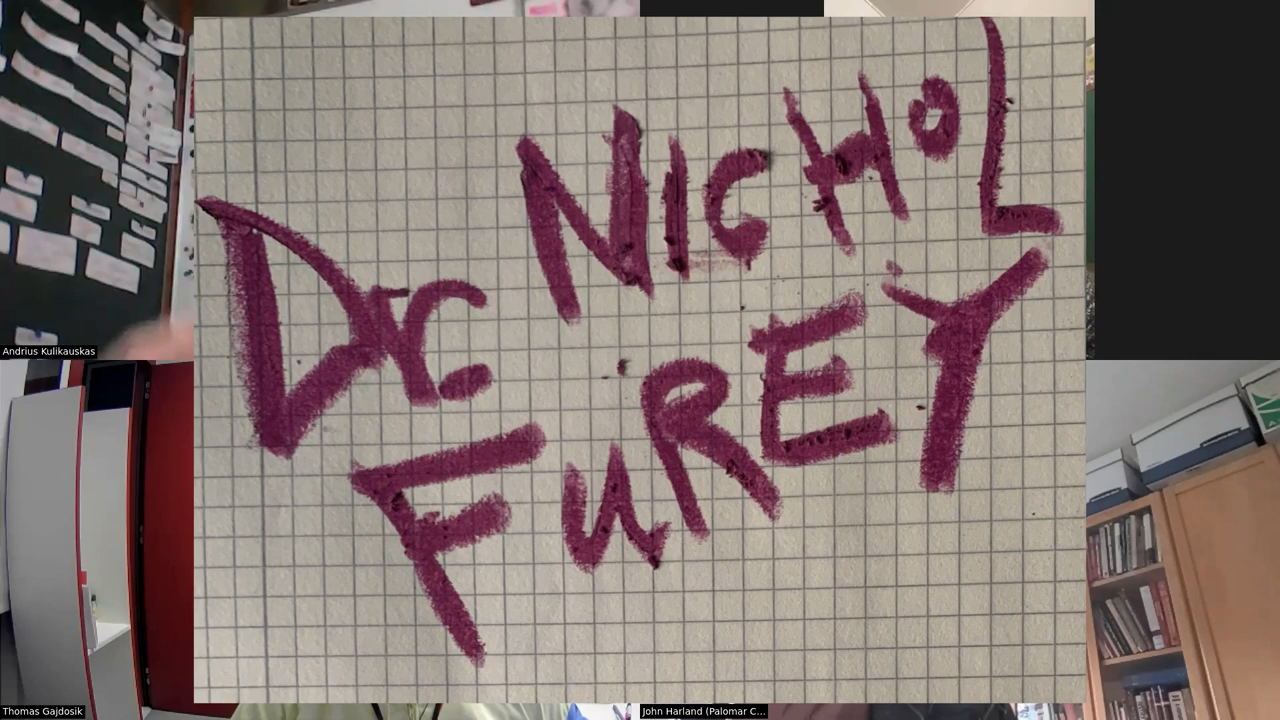 Dr. NICHOL
FUREY
Andrius Kulikauskas
Thomas Gajdosik
John Harland (Palomar C...